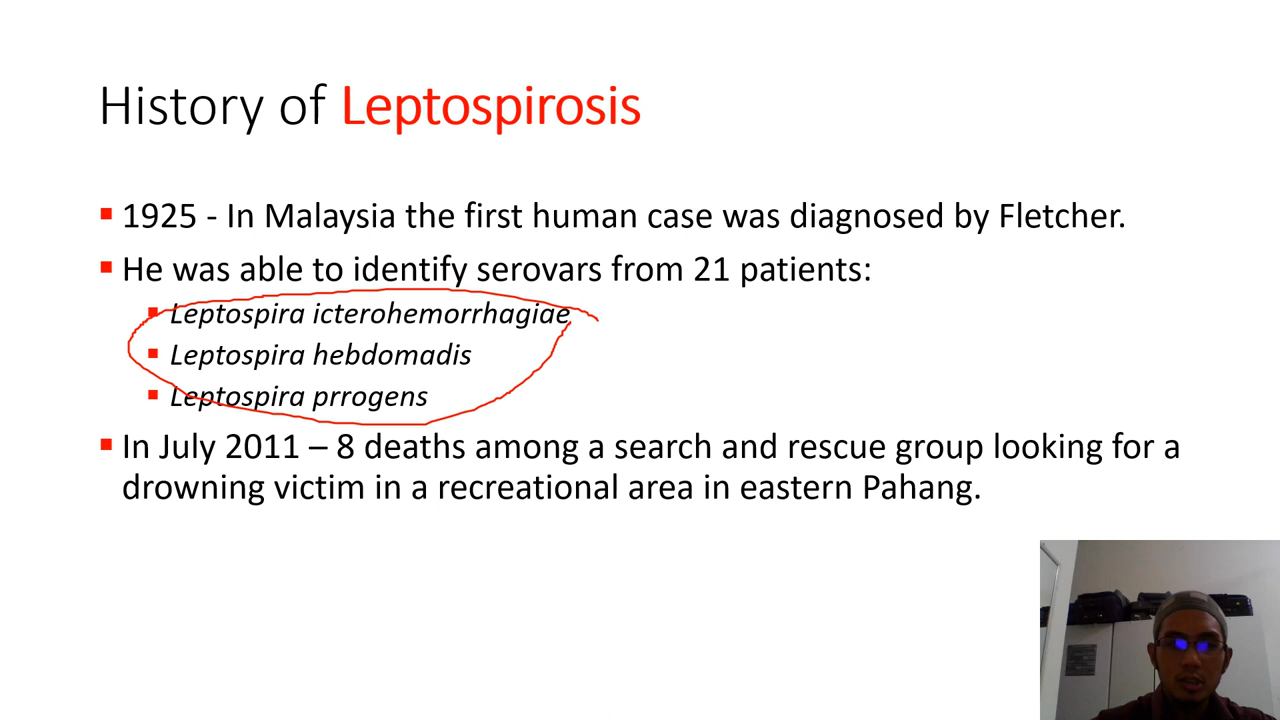 History of Leptospirosis
1925 - In Malaysia the first human case was diagnosed by Fletcher.
He was able to identify serovars from 21 patients:
Leptospira icterohemorrhagiae
Leptospira hebdomadis
Leptospira prrogens
In July 2011 – 8 deaths among a search and rescue group looking for a
drowning victim in a recreational area in eastern Pahang.